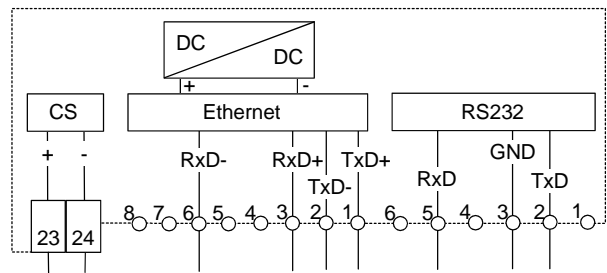 DC
DC
+ -
CS Ethernet RS232
+ - RxD- RxD+ TxD+ GND
TxD- RxD TxD
23 24 8 7 6 5 4 3 2 1 6 5 4 3 2 1